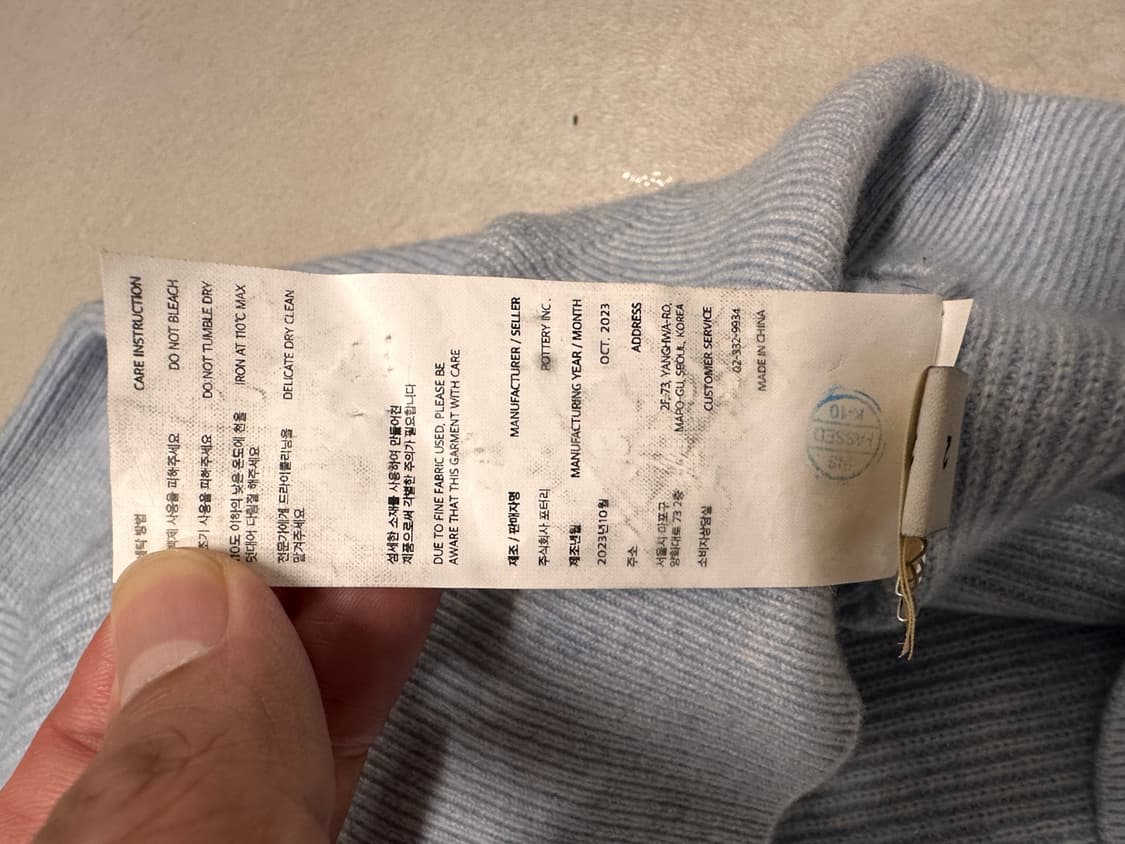 세탁 방법 CARE INSTRUCTION
사용을 피해주세요 DO NOT BLEACH
사용을 피해주세요 DO NOT TUMBLE DRY
10도 이하의 낮은 온도에 천을 IRON AT 110°C MAX
덧대어 다림질 해주세요
전문가에게 드라이클리닝을 DELICATE DRY CLEAN
맡겨주세요
섬세한 소재를 사용하여 만들어진
제품으로써 각별한 주의가 필요합니다
DUE TO FINE FABRIC USED, PLEASE BE
AWARE THAT THIS GARMENT WITH CARE
제조 / 판매자명 MANUFACTURER / SELLER
주식회사 포터리 POTTERY INC.
제조년월 MANUFACTURING YEAR / MONTH
2023년10월 OCT. 2023
주소 ADDRESS
서울시 마포구 2F-73, YANGHWA-RO,
양화대로 73 2층 MAPO-GU, SEOUL, KOREA
소비자상담실 CUSTOMER SERVICE
02-332-9934
MADE IN CHINA
K-10
PASSED
2